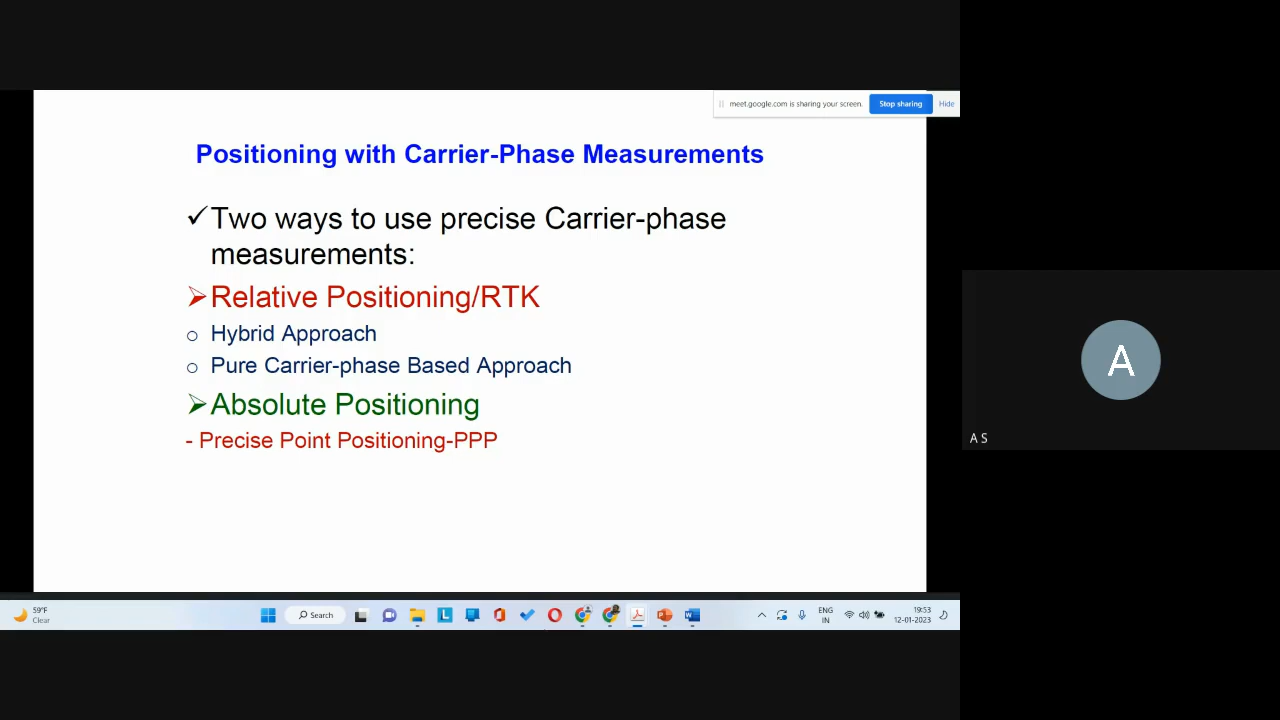 meet.google.com is sharing your screen.
Stop sharing
Hide
Positioning with Carrier-Phase Measurements
✓Two ways to use precise Carrier-phase
measurements:
➢Relative Positioning/RTK
o Hybrid Approach
o Pure Carrier-phase Based Approach
➢Absolute Positioning
- Precise Point Positioning-PPP
A
A S
59°F
Clear
Search
ENG
IN
19:53
12-01-2023